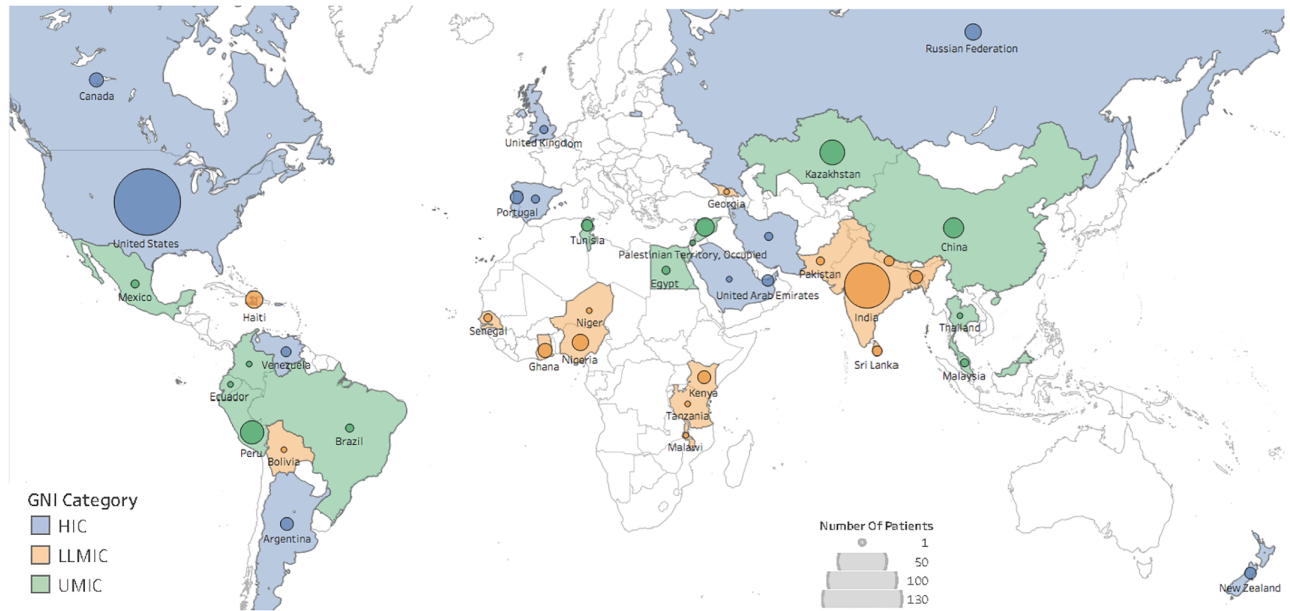 Russian Federation
Canada
United Kingdom
Kazakhstan
Georgia
Portugal
China
United States
Tunisia
Palestinian Territory, Occupied
Pakistan
Egypt
United Arab Emirates
Mexico
Haiti
India
Niger
Senegal
Thailand
Nigeria
Ghana
Sri Lanka
Venezuela
Malaysia
Kenya
Ecuador
Tanzania
Brazil
Malawi
Peru
Bolivia
GNI Category
HIC
LLMIC
UMIC
Argentina
Number Of Patients
1
50
100
130
New Zealand